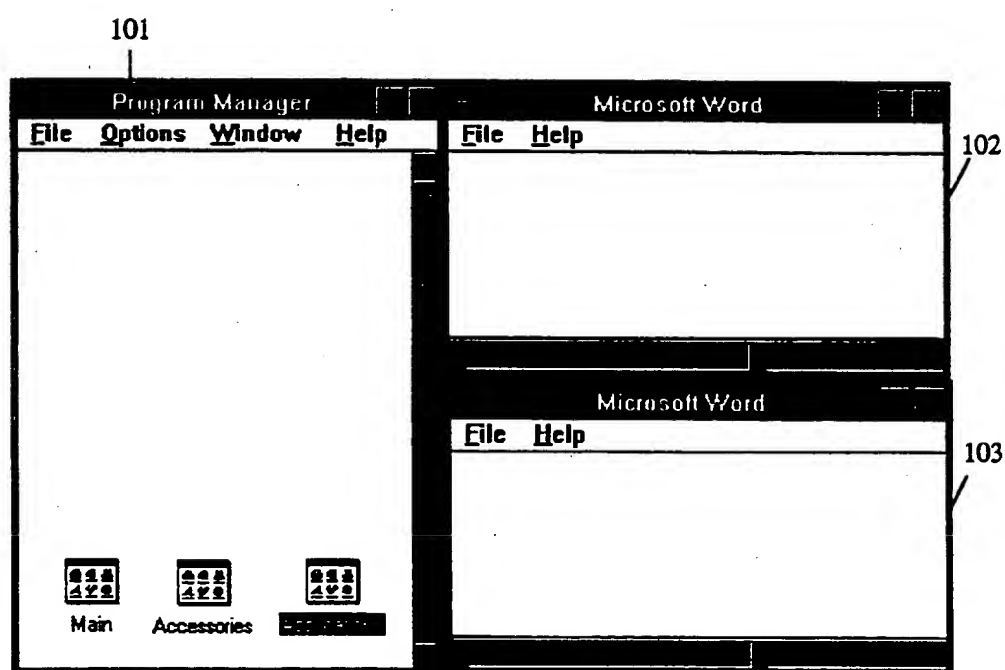 101
Program Manager
File Options Window Help
Main
Accessories
Microsoft Word
File Help
102
Microsoft Word
File Help
103